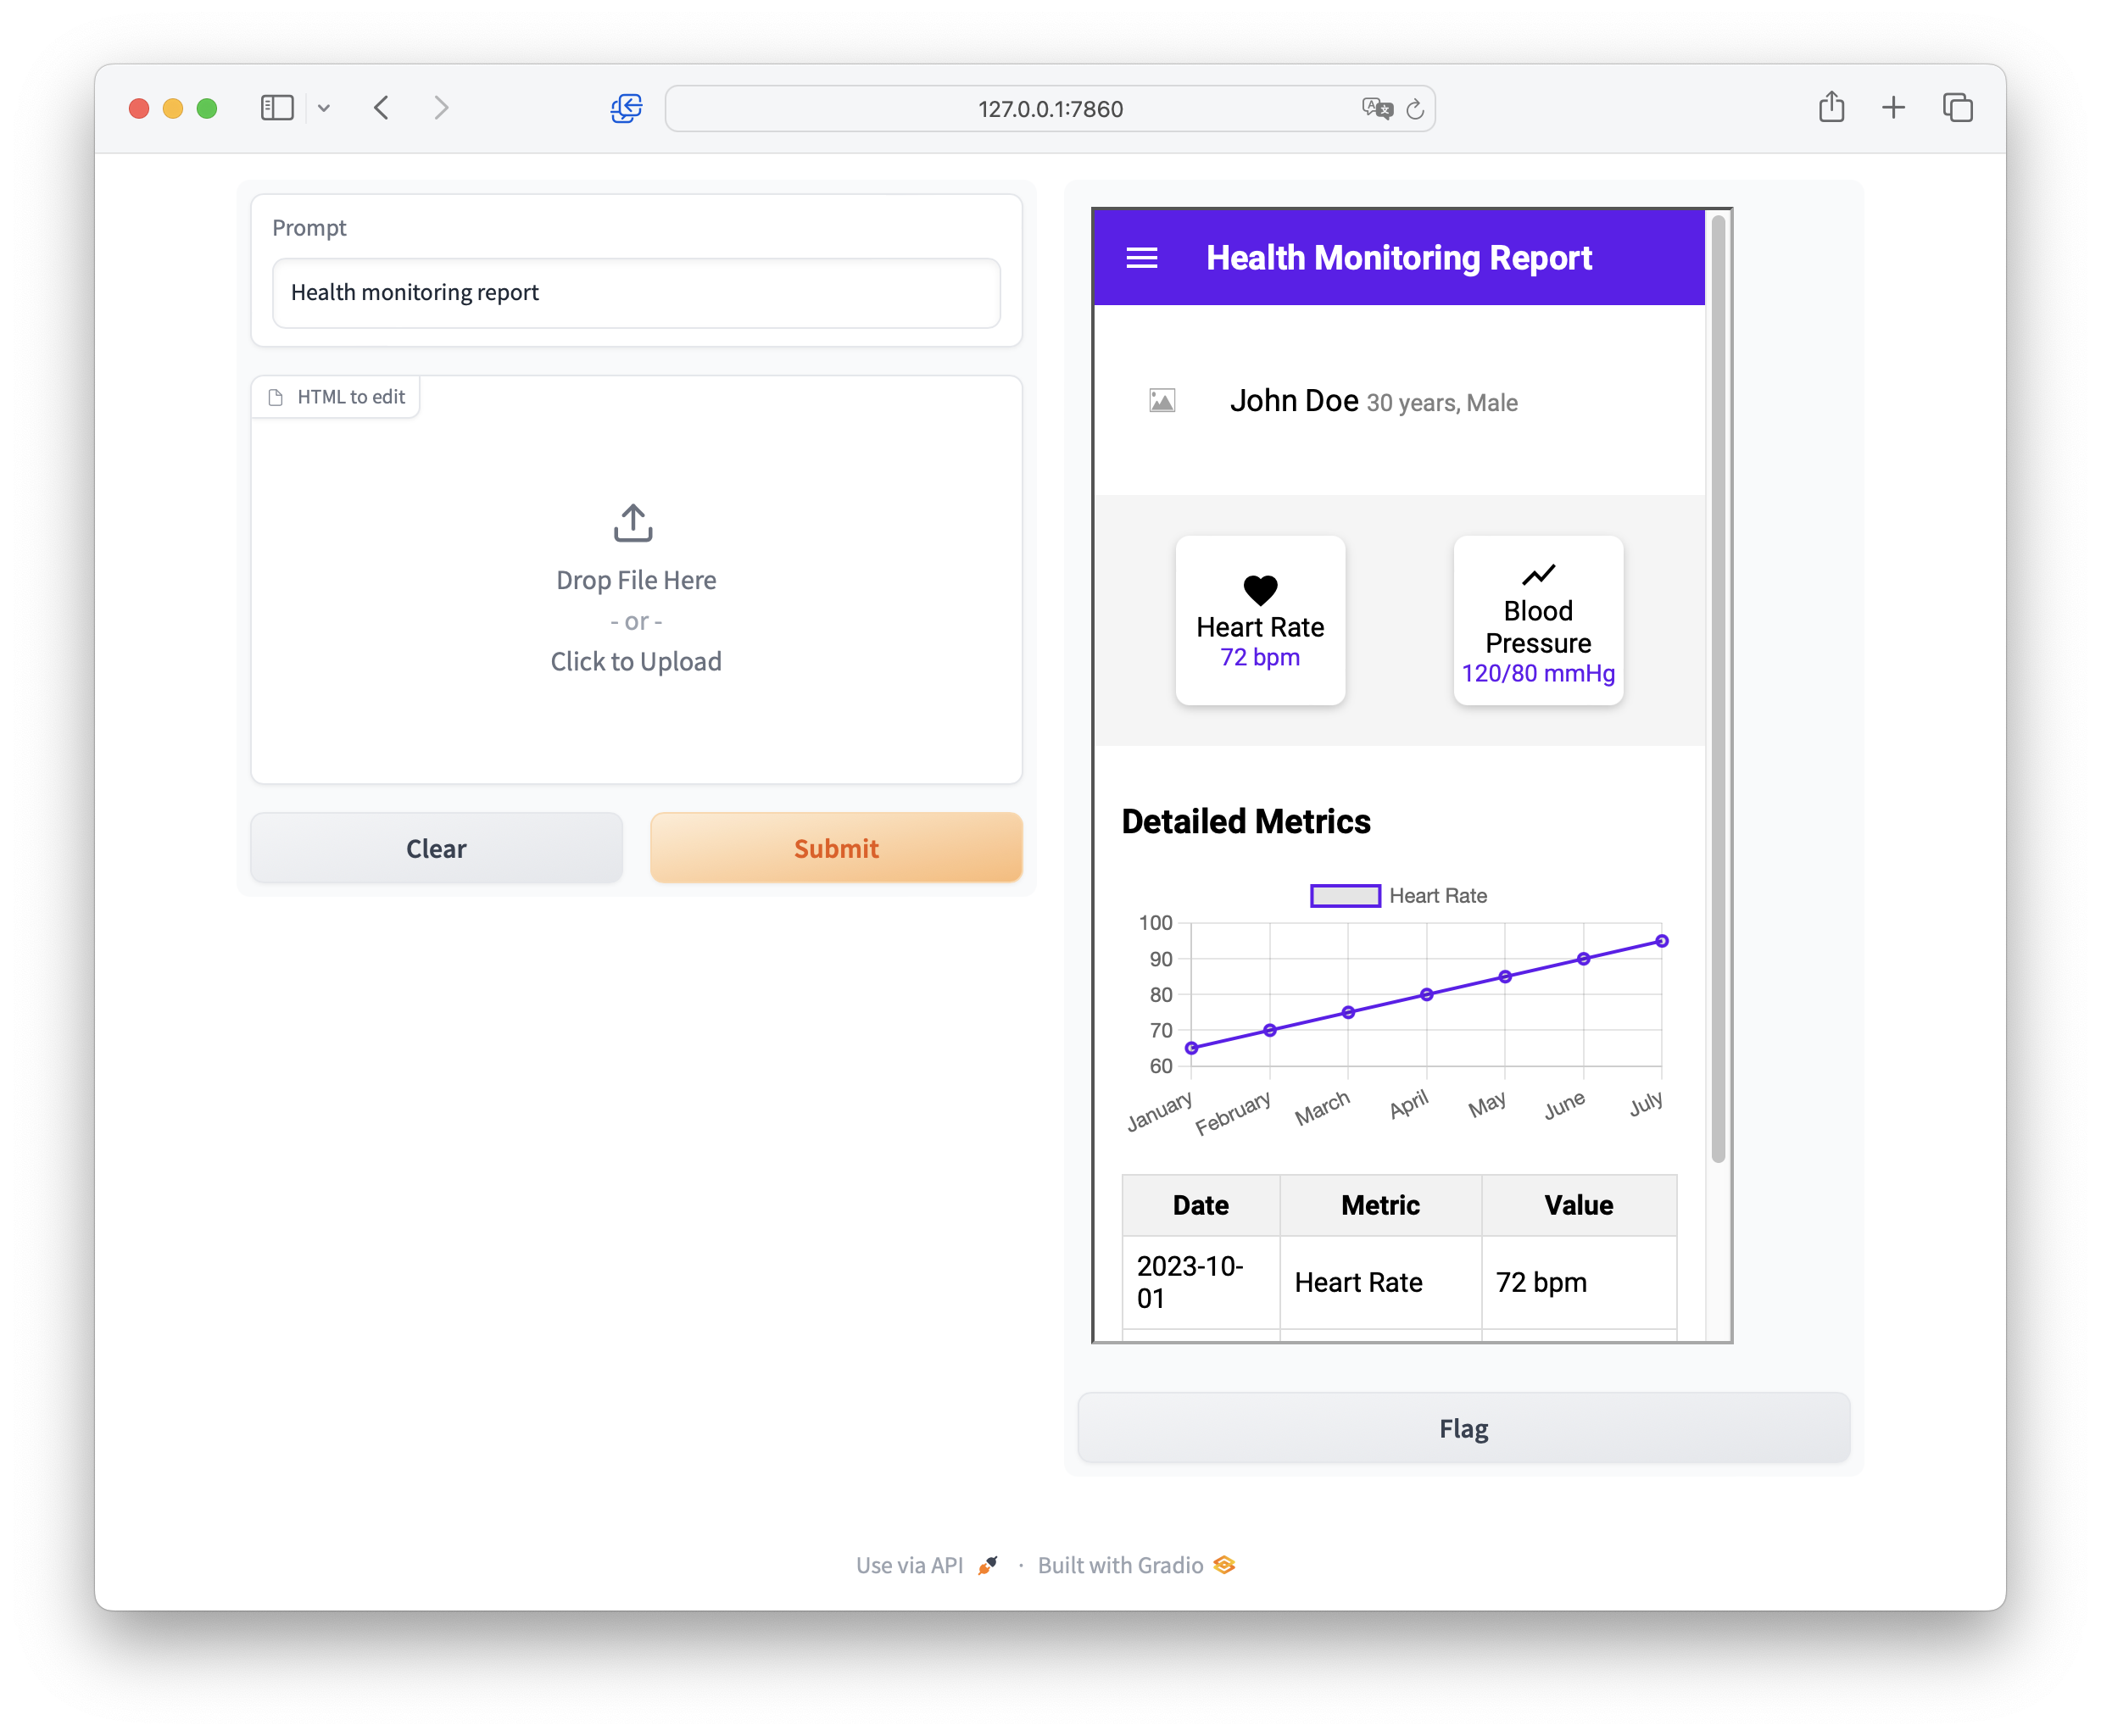 127.0.0.1:7860
Prompt
Health monitoring report
HTML to edit
Drop File Here
- or -
Click to Upload
Clear
Submit
Health Monitoring Report
John Doe 30 years, Male
Heart Rate
72 bpm
Blood
Pressure
120/80 mmHg
Detailed Metrics
Heart Rate
100
90
80
70
60
January
February
March
April
May
June
July
Date Metric Value
2023-10-
01
Heart Rate 72 bpm
Flag
Use via API · Built with Gradio